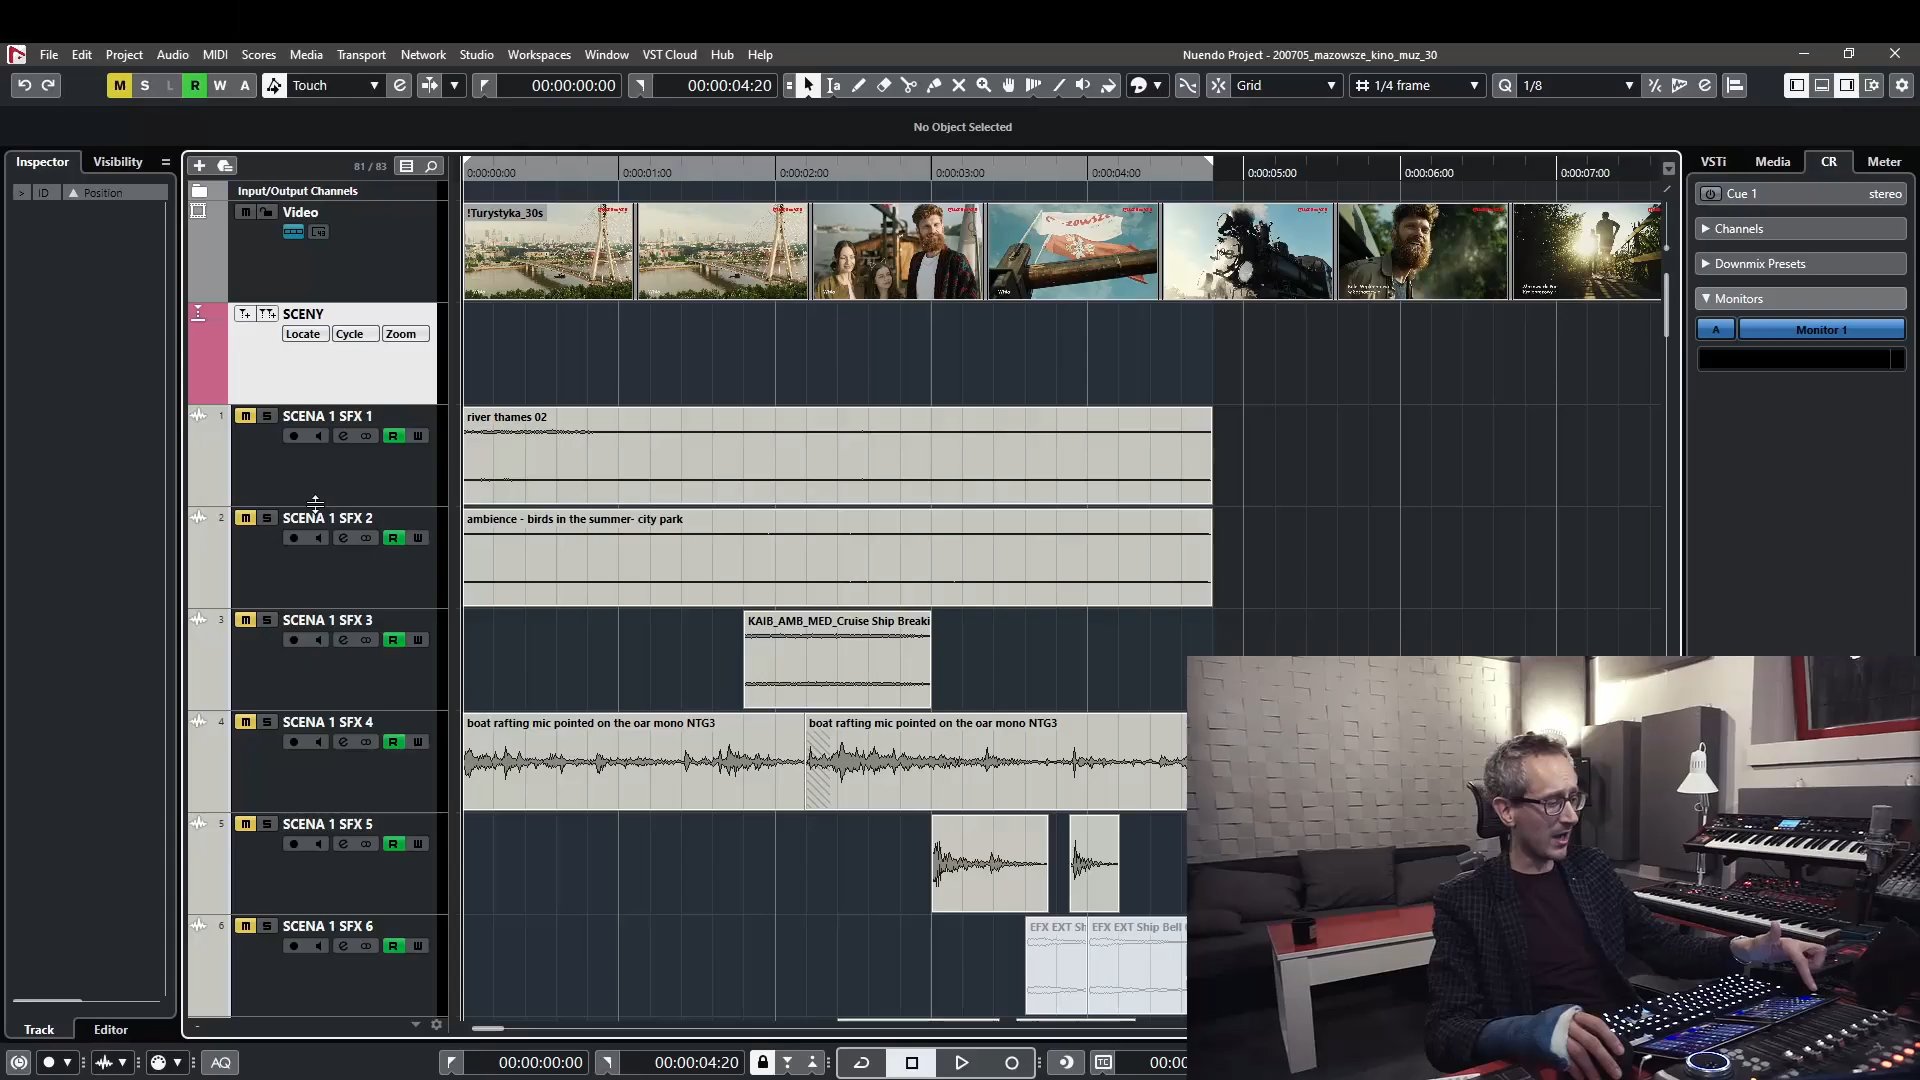 File Edit Project Audio MIDI Scores Media Transport Network Studio Workspaces Window VST Cloud Hub Help
Nuendo Project - 200705_mazowsze_kino_muz_30
M S L R W A Touch 00:00:00:00 00:00:04:20 Grid 1/4 frame Q 1/8
No Object Selected
Inspector Visibility 81 / 83 VSTi Media CR Meter
0:00:00:00 0:00:01:00 0:00:02:00 0:00:03:00 0:00:04:00 0:00:05:00 0:00:06:00 0:00:07:00
> ID Position Input/Output Channels Cue 1 stereo
m Video !Turystyka_30s
Channels
Downmix Presets
Monitors
SCENY
Locate Cycle Zoom A Monitor 1
1 m S SCENA 1 SFX 1 river thames 02
R
2 m S SCENA 1 SFX 2 ambience - birds in the summer- city park
R
3 m S SCENA 1 SFX 3 KAIB_AMB_MED_Cruise Ship Breaki
R
4 m S SCENA 1 SFX 4 boat rafting mic pointed on the oar mono NTG3 boat rafting mic pointed on the oar mono NTG3
R
5 m S SCENA 1 SFX 5
R
6 m S SCENA 1 SFX 6 EFX EXT Sh EFX EXT Ship Bell
R
Track Editor
AQ 00:00:00:00 00:00:04:20 TC 00:00